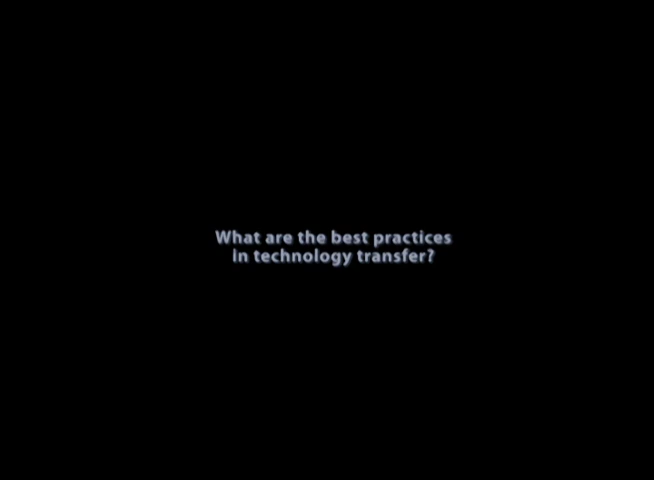 What are the best practices
in technology transfer?